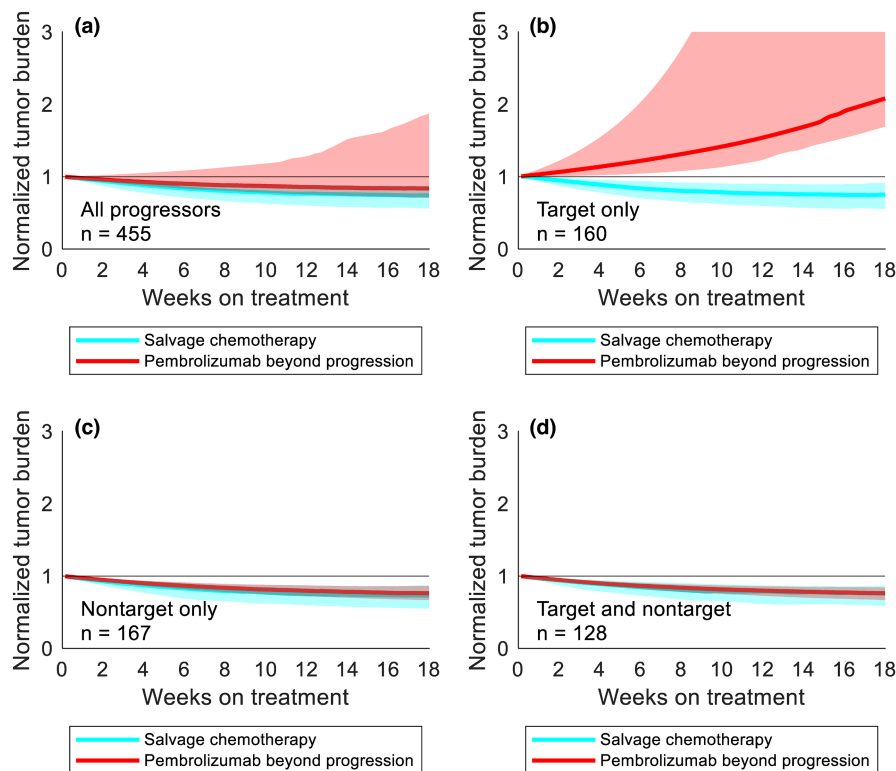 (a)
Normalized tumor burden
3
2
1
0
All progressors
n = 455
0 2 4 6 8 10 12 14 16 18
Weeks on treatment
Salvage chemotherapy
Pembrolizumab beyond progression
(b)
Normalized tumor burden
3
2
1
0
Target only
n = 160
0 2 4 6 8 10 12 14 16 18
Weeks on treatment
Salvage chemotherapy
Pembrolizumab beyond progression
(c)
Normalized tumor burden
3
2
1
0
Nontarget only
n = 167
0 2 4 6 8 10 12 14 16 18
Weeks on treatment
Salvage chemotherapy
Pembrolizumab beyond progression
(d)
Normalized tumor burden
3
2
1
0
Target and nontarget
n = 128
0 2 4 6 8 10 12 14 16 18
Weeks on treatment
Salvage chemotherapy
Pembrolizumab beyond progression